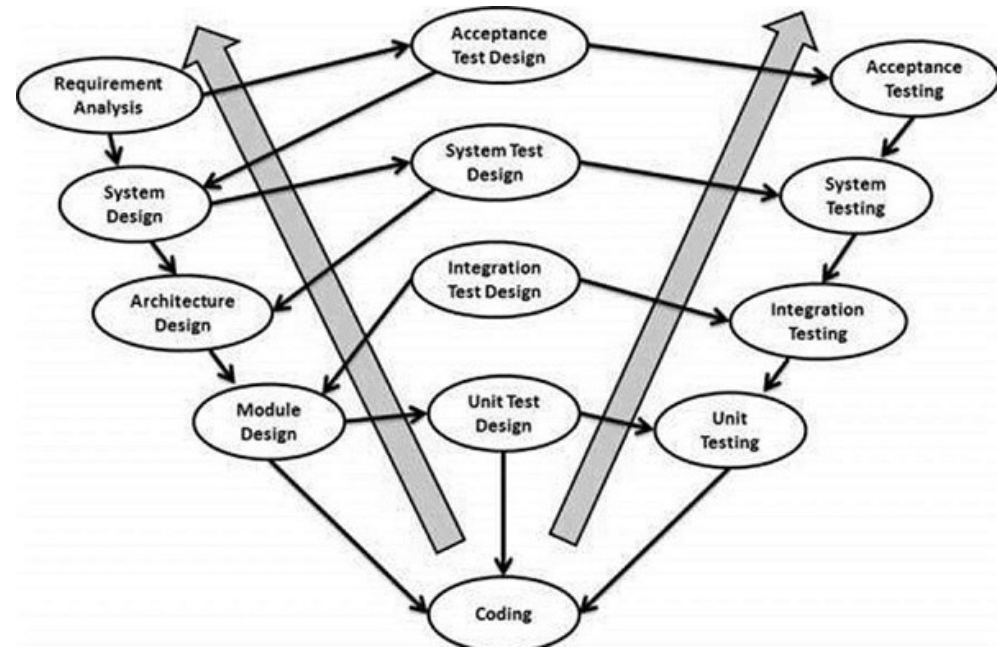 Acceptance
Test Design
Requirement
Analysis
Acceptance
Testing
System Test
Design
System
Design
System
Testing
Integration
Test Design
Architecture
Design
Integration
Testing
Module
Design
Unit Test
Design
Unit
Testing
Coding